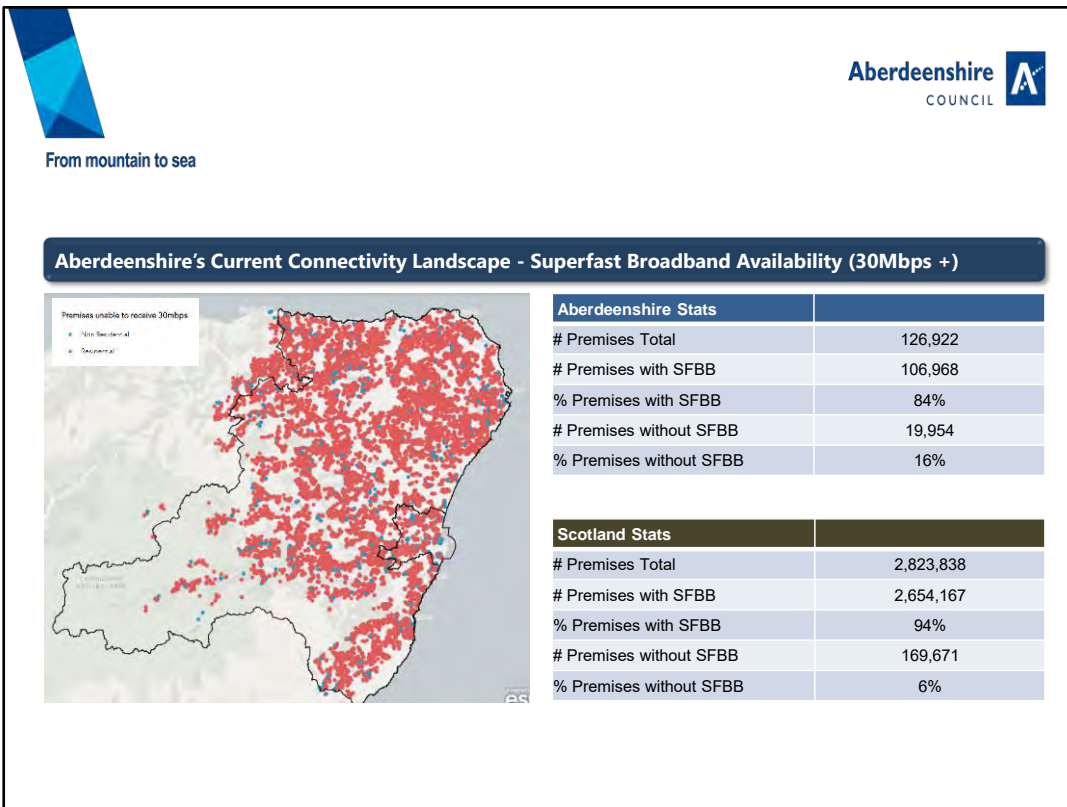 Aberdeenshire
COUNCIL
From mountain to sea
Aberdeenshire's Current Connectivity Landscape - Superfast Broadband Availability (30Mbps +)
Premises unable to receive 30mbps
Non Residential
Residential
Aberdeenshire Stats
# Premises Total 126,922
# Premises with SFBB 106,968
% Premises with SFBB 84%
# Premises without SFBB 19,954
% Premises without SFBB 16%
Scotland Stats
# Premises Total 2,823,838
# Premises with SFBB 2,654,167
% Premises with SFBB 94%
# Premises without SFBB 169,671
% Premises without SFBB 6%